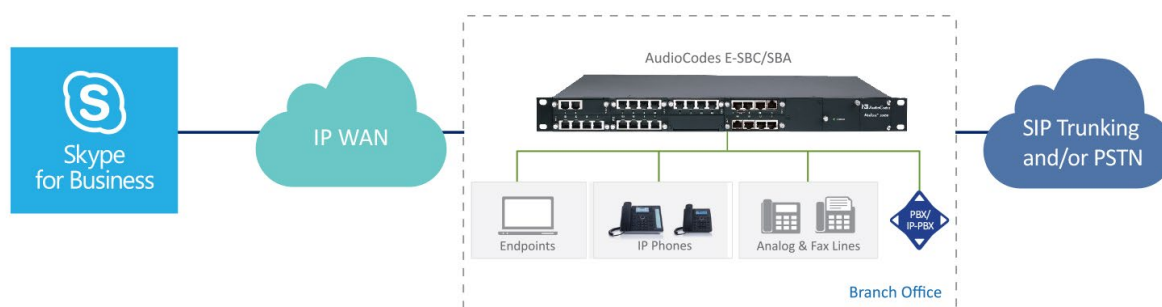 S
Skype
for Business
IP WAN
AudioCodes E-SBC/SBA
AudioCodes
SIP Trunking
and/or PSTN
Endpoints
IP Phones
Analog & Fax Lines
PBX/
IP-PBX
Branch Office